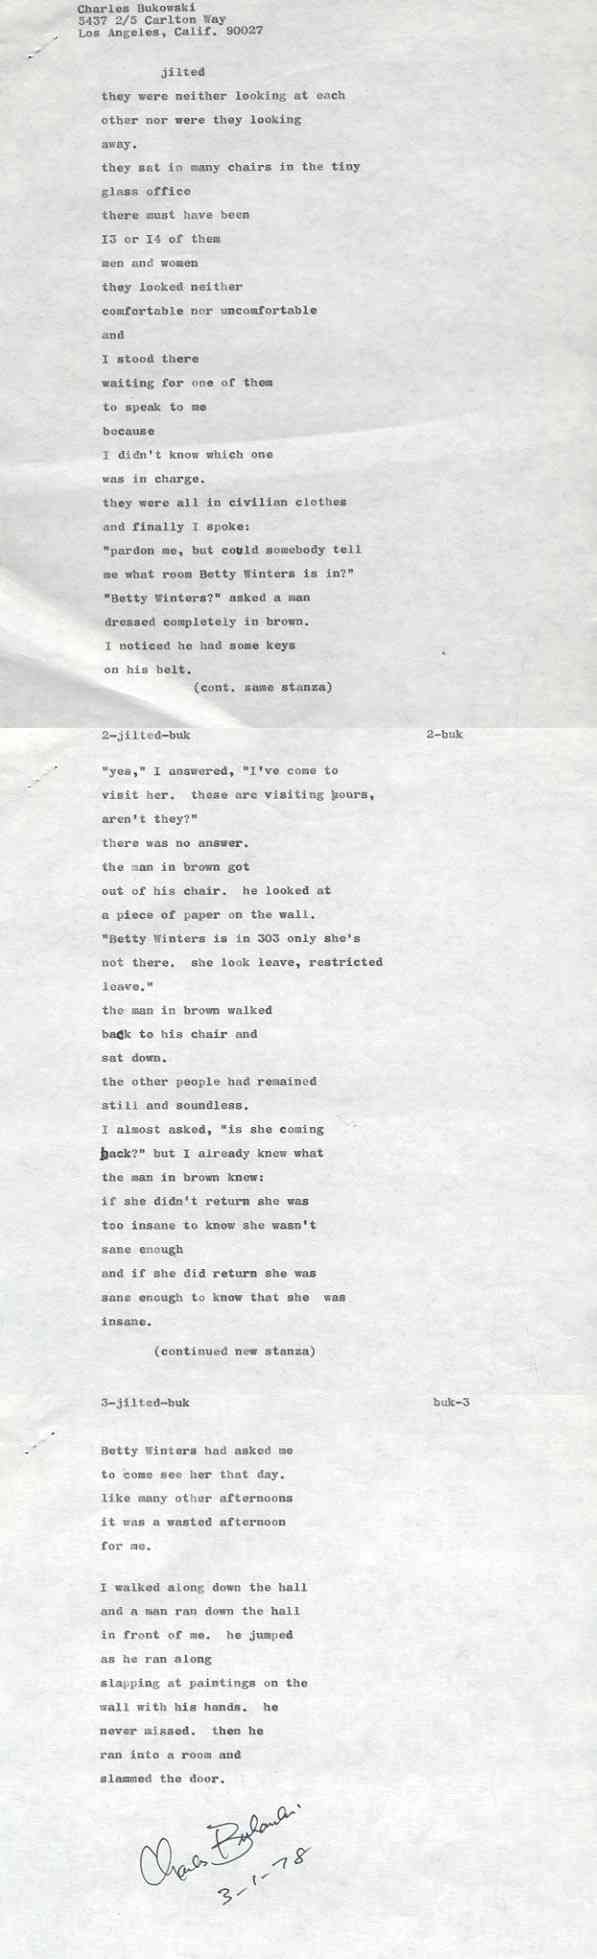 Charles Bukowski
5437 2/5 Carlton Way
Los Angeles, Calif. 90027
jilted
they were neither looking at each
other nor were they looking
away.
they sat in many chairs in the tiny
glass office
there must have been
I3 or I4 of them
men and women
they looked neither
comfortable nor uncomfortable
and
I stood there
waiting for one of them
to speak to me
because
I didn't know which one
was in charge.
they were all in civilian clothes
and finally I spoke:
"pardon me, but could somebody tell
me what room Betty Winters is in?"
"Betty Winters?" asked a man
dressed completely in brown.
I noticed he had some keys
on his belt.
(cont. same stanza)
2-jilted-buk 2-buk
"yes," I answered, "I've come to
visit her. these are visiting hours,
aren't they?"
there was no answer.
the man in brown got
out of his chair. he looked at
a piece of paper on the wall.
"Betty Winters is in 303 only she's
not there. she look leave, restricted
leave."
the man in brown walked
back to his chair and
sat down.
the other people had remained
still and soundless.
I almost asked, "is she coming
back?" but I already knew what
the man in brown knew:
if she didn't return she was
too insane to know she wasn't
sane enough
and if she did return she was
sane enough to know that she was
insane.
(continued new stanza)
3-jilted-buk buk-3
Betty Winters had asked me
to come see her that day.
like many other afternoons
it was a wasted afternoon
for me.
I walked along down the hall
and a man ran down the hall
in front of me. he jumped
as he ran along
slapping at paintings on the
wall with his hands. he
never missed. then he
ran into a room and
slammed the door.
Charles Bukowski
3-1-78